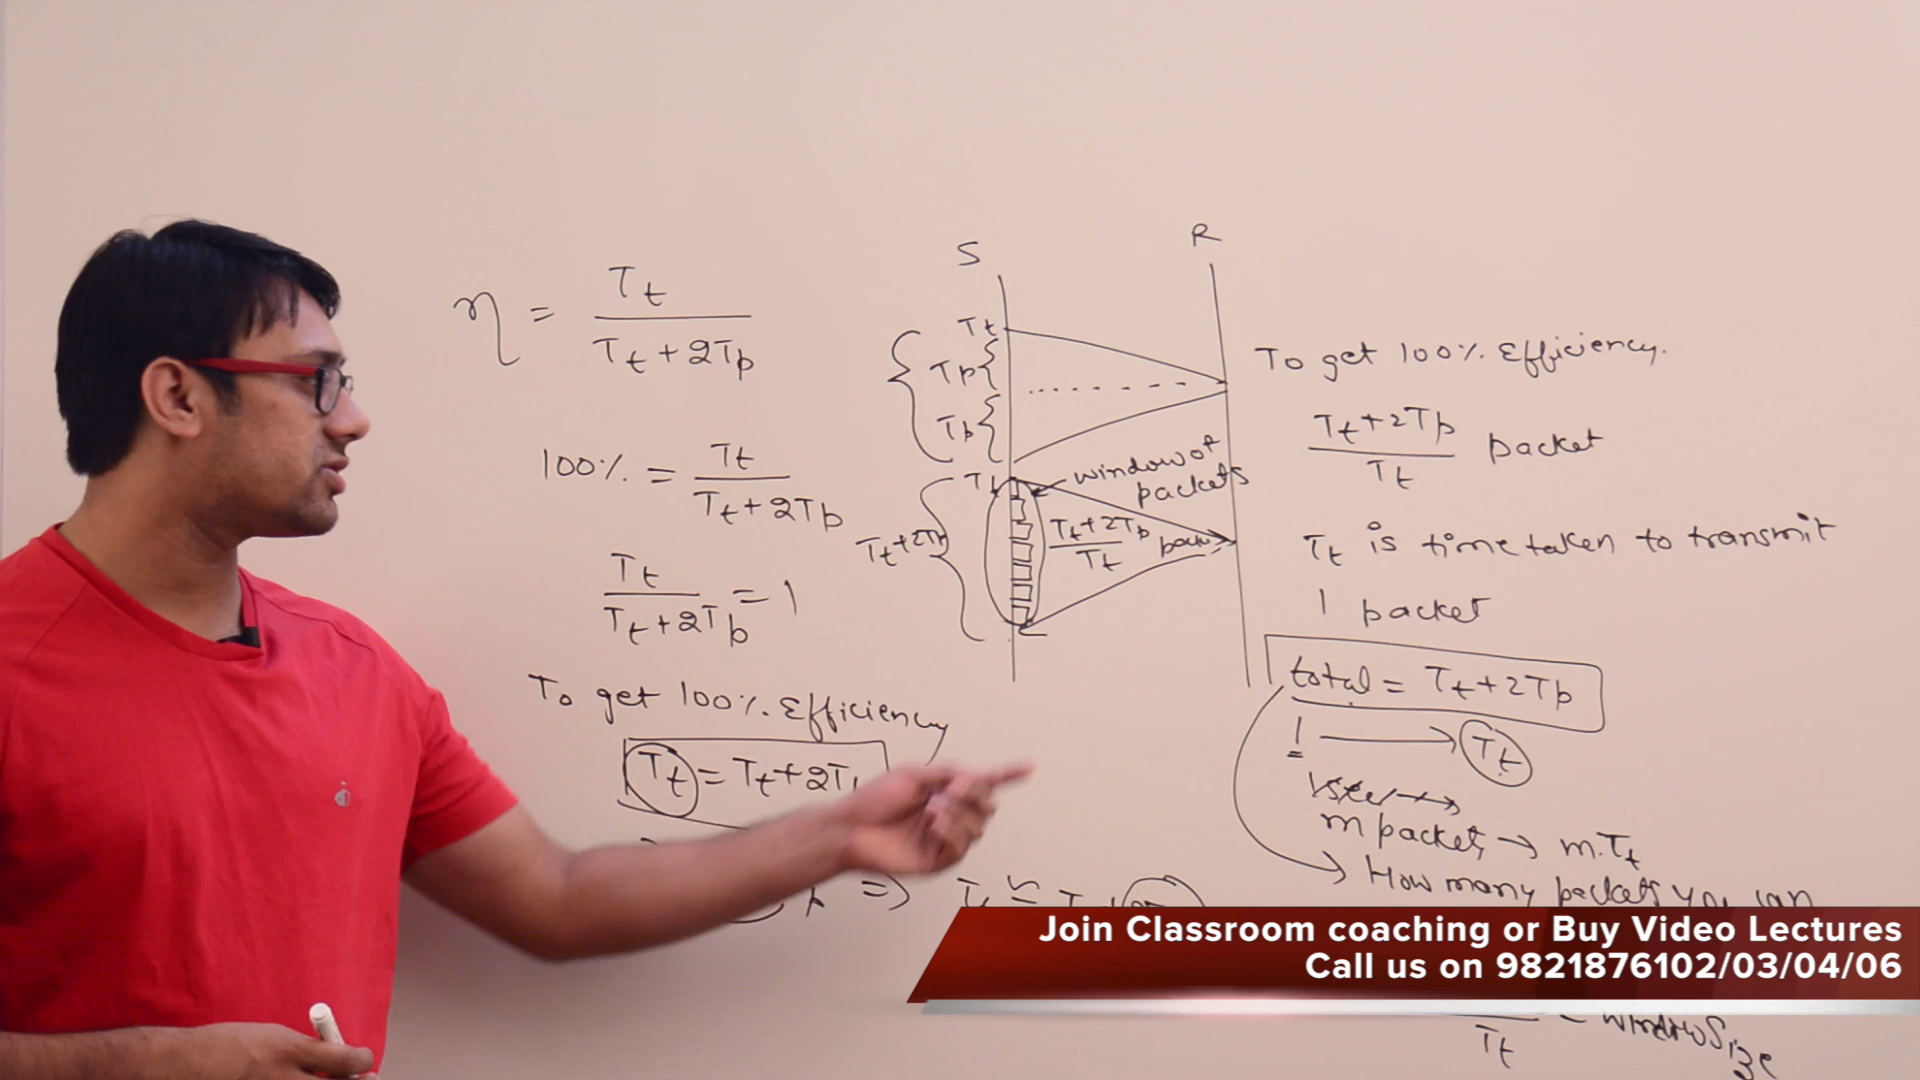 η = Tt / Tt + 2Tp
100% = Tt / Tt + 2Tp
Tt / Tt + 2Tp = 1
To get 100% Efficiency
Tt = Tt + 2T
S
R
Tt
Tp
Tp
Tt
window of
packets
Tt + 2Tp
Tt + 2Tp / Tt
To get 100% Efficiency.
Tt + 2Tp / Tt packet
Tt is time taken to transmit
1 packet
total = Tt + 2Tp
1 → Tt
m packets → m.Tt
How many packets you can
Tt = window Size
Join Classroom coaching or Buy Video Lectures
Call us on 9821876102/03/04/06